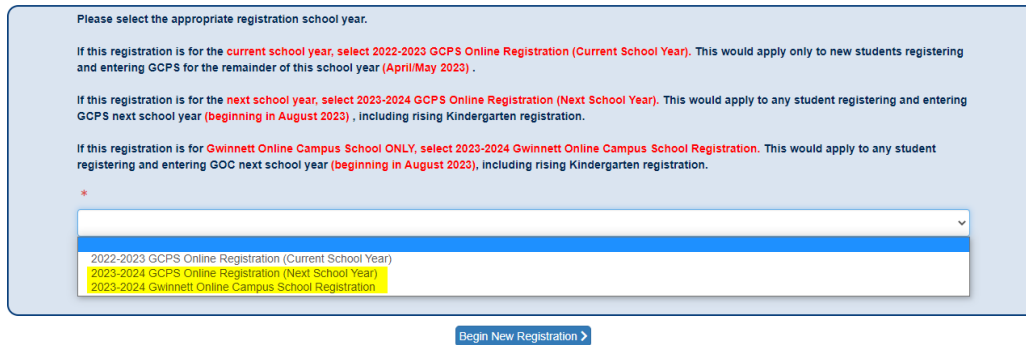 Please select the appropriate registration school year.
If this registration is for the current school year, select 2022-2023 GCPS Online Registration (Current School Year). This would apply only to new students registering
and entering GCPS for the remainder of this school year (April/May 2023) .
If this registration is for the next school year, select 2023-2024 GCPS Online Registration (Next School Year). This would apply to any student registering and entering
GCPS next school year (beginning in August 2023) , including rising Kindergarten registration.
If this registration is for Gwinnett Online Campus School ONLY, select 2023-2024 Gwinnett Online Campus School Registration. This would apply to any student
registering and entering GOC next school year (beginning in August 2023), including rising Kindergarten registration.
*
2022-2023 GCPS Online Registration (Current School Year)
2023-2024 GCPS Online Registration (Next School Year)
2023-2024 Gwinnett Online Campus School Registration
Begin New Registration >